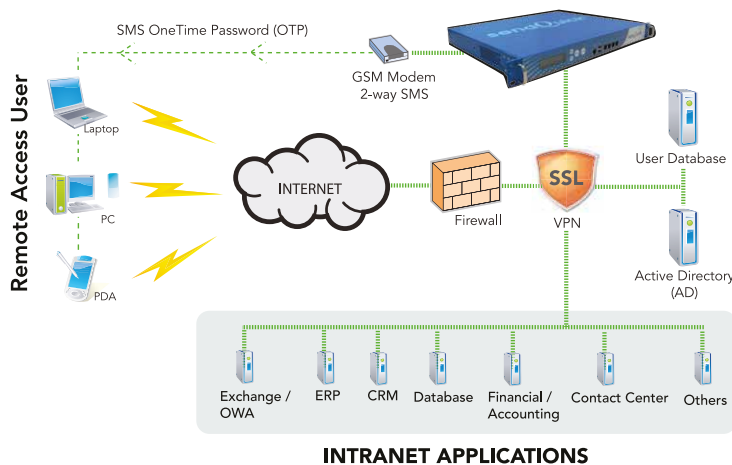 SMS OneTime Password (OTP)
sendQuick
GSM Modem
2-way SMS
Remote Access User
Laptop
PC
PDA
INTERNET
Firewall
SSL
VPN
User Database
Active Directory
(AD)
Exchange /
OWA
ERP
CRM
Database
Financial /
Accounting
Contact Center
Others
INTRANET APPLICATIONS